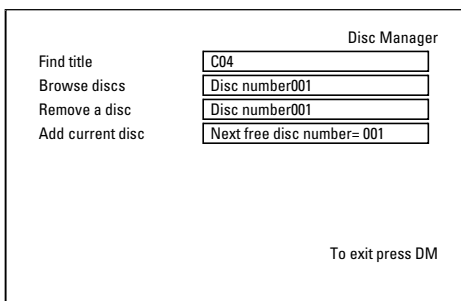 Disc Manager
Find title C04
Browse discs Disc number001
Remove a disc Disc number001
Add current disc Next free disc number= 001
To exit press DM